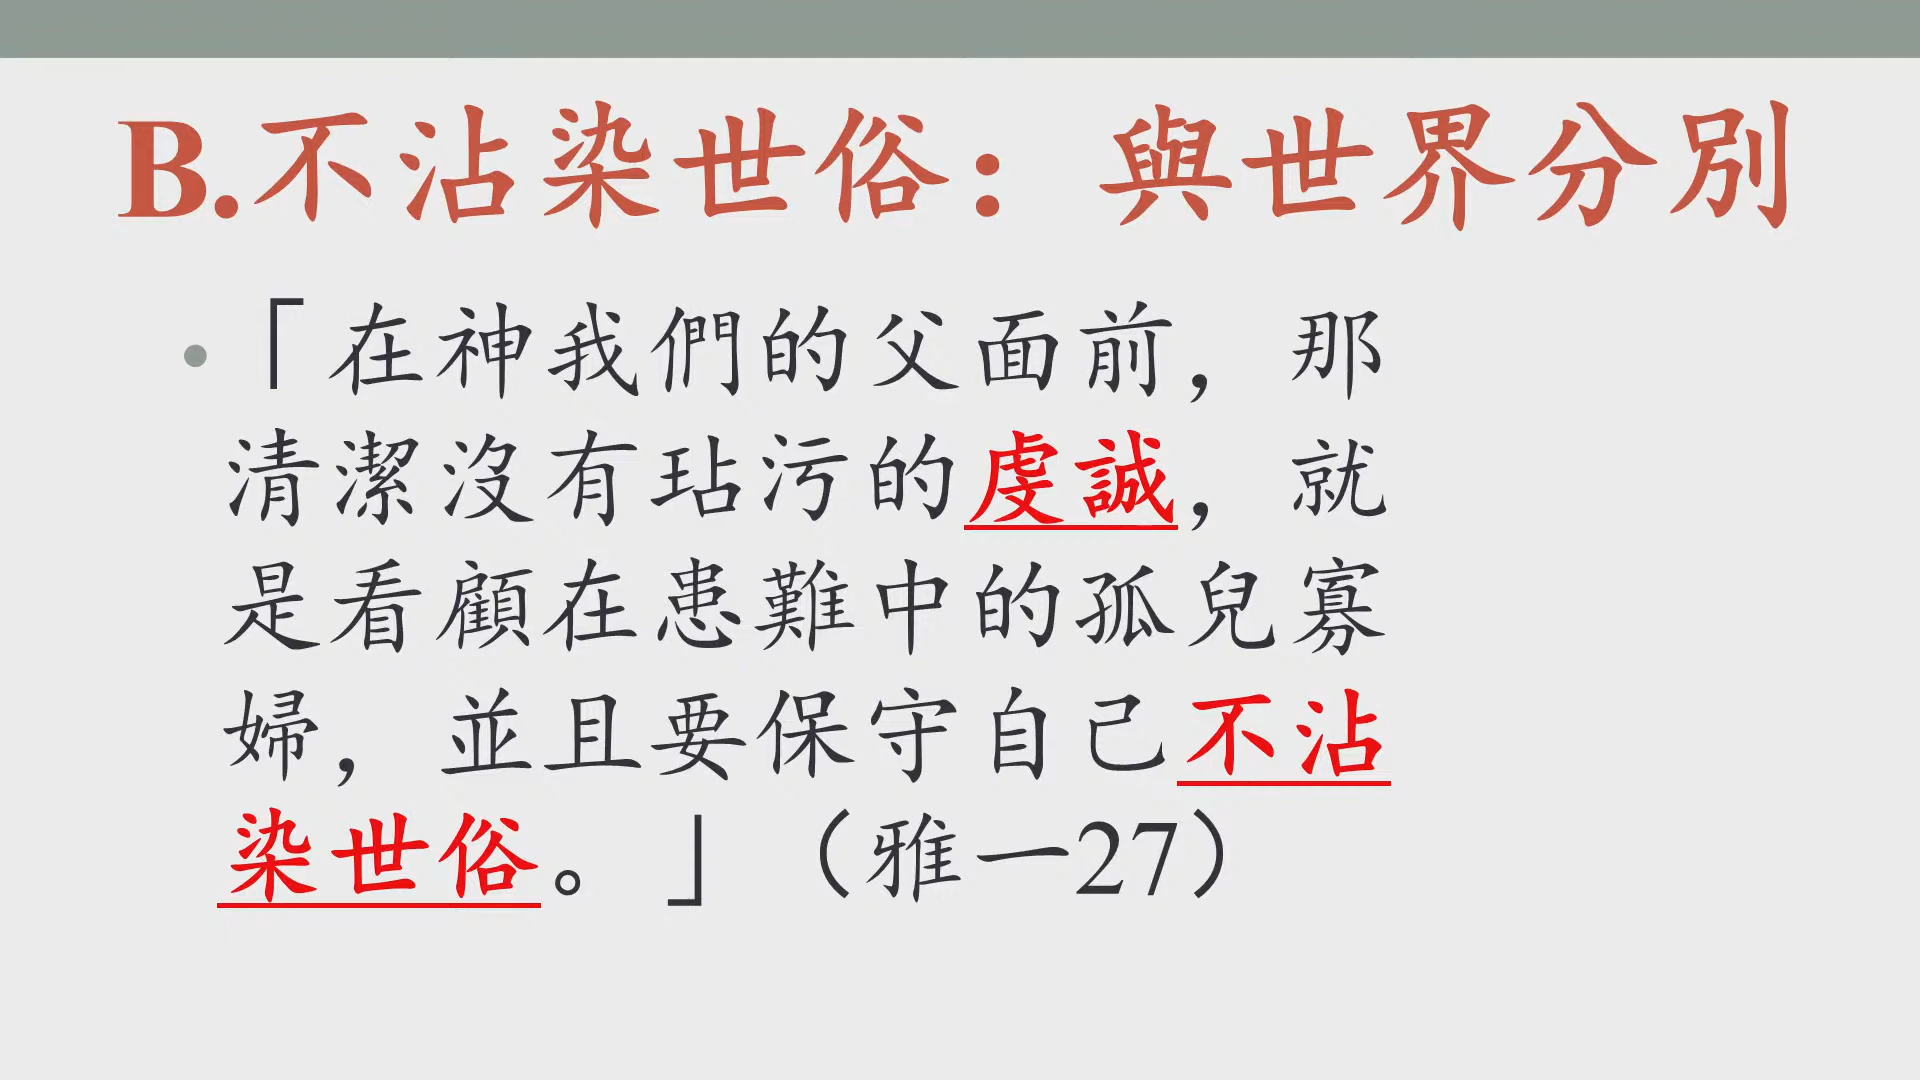 B.不沾染世俗：與世界分別
•「在神我們的父面前，那
清潔沒有玷污的虔誠，就
是看顧在患難中的孤兒寡
婦，並且要保守自己不沾
染世俗。」（雅一27）